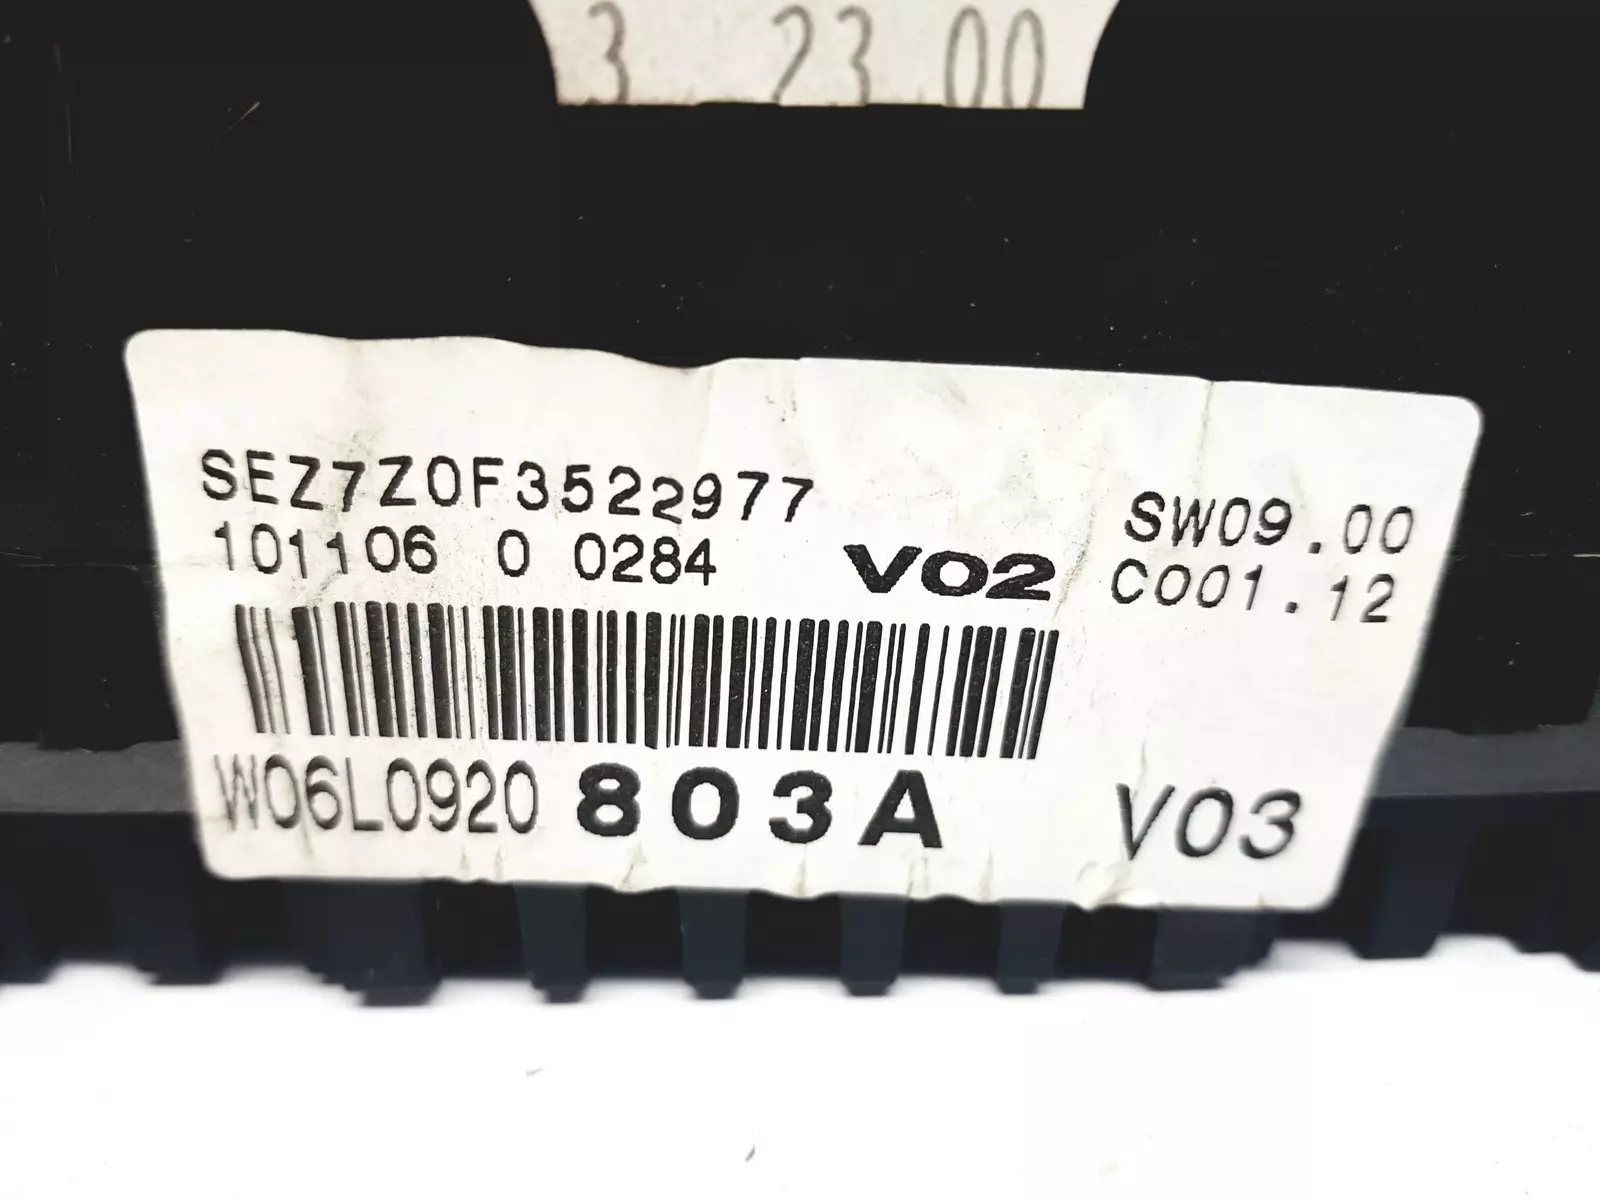 3 23.00
SEZ7Z0F3522977
101106 0 0284 V02
SW09.00
C001.12
W06L0920 803A V03